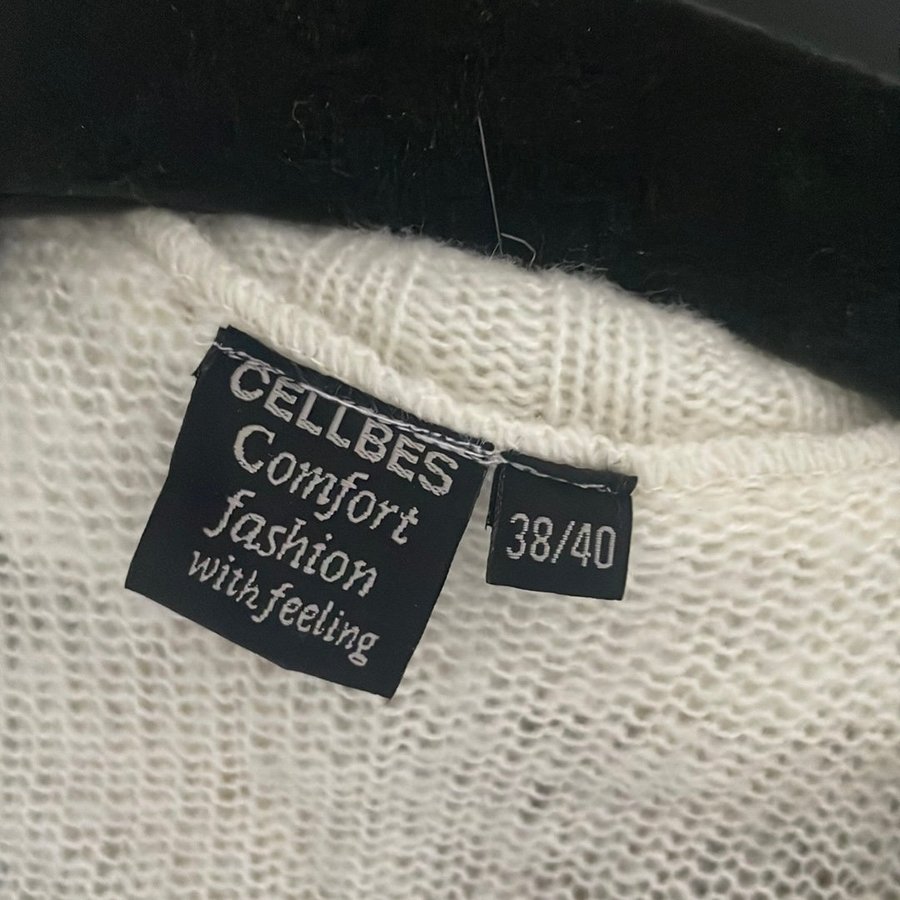 CELLBES
Comfort
fashion
with feeling
38/40